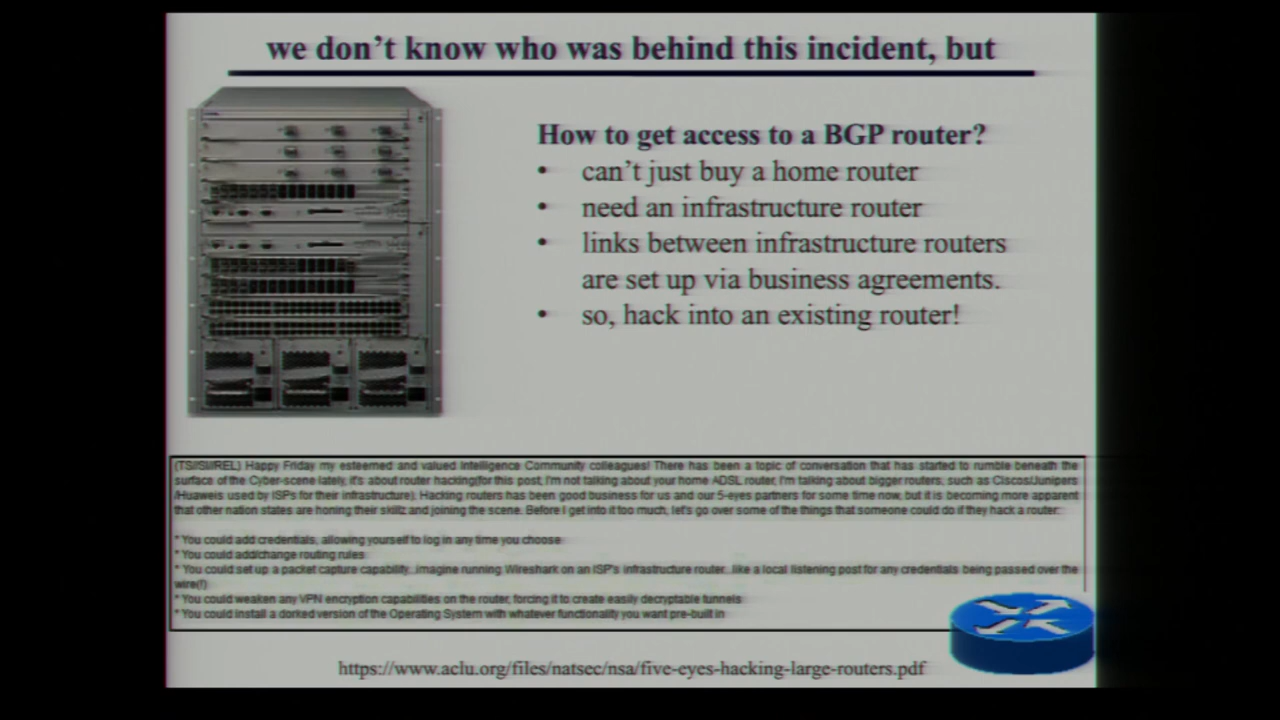 we don't know who was behind this incident, but
How to get access to a BGP router?
• can't just buy a home router
• need an infrastructure router
• links between infrastructure routers
are set up via business agreements.
• so, hack into an existing router!
(TS//SI//REL) Happy Friday my esteemed and valued Intelligence Community colleagues! There has been a topic of conversation that has started to rumble beneath the
surface of the Cyber-scene lately, it's about router hacking(for this post, I'm not talking about your home ADSL router, I'm talking about bigger routers, such as Ciscos/Junipers
/Huaweis used by ISPs for their infrastructure). Hacking routers has been good business for us and our 5-eyes partners for some time now, but it is becoming more apparent
that other nation states are honing their skillz and joining the scene. Before I get into it too much, let's go over some of the things that someone could do if they hack a router:
* You could add credentials, allowing yourself to log in any time you choose
* You could add/change routing rules
* You could set up a packet capture capability...imagine running Wireshark on an ISP's infrastructure router...like a local listening post for any credentials being passed over the
wire(!)
* You could weaken any VPN encryption capabilities on the router, forcing it to create easily decryptable tunnels
* You could install a dorked version of the Operating System with whatever functionality you want pre-built in
https://www.aclu.org/files/natsec/nsa/five-eyes-hacking-large-routers.pdf